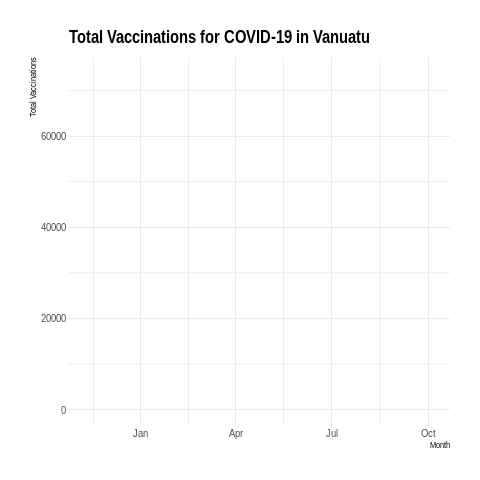 Total Vaccinations for COVID-19 in Vanuatu
Total Vaccinations
60000
40000
20000
0
Jan Apr Jul Oct
Month